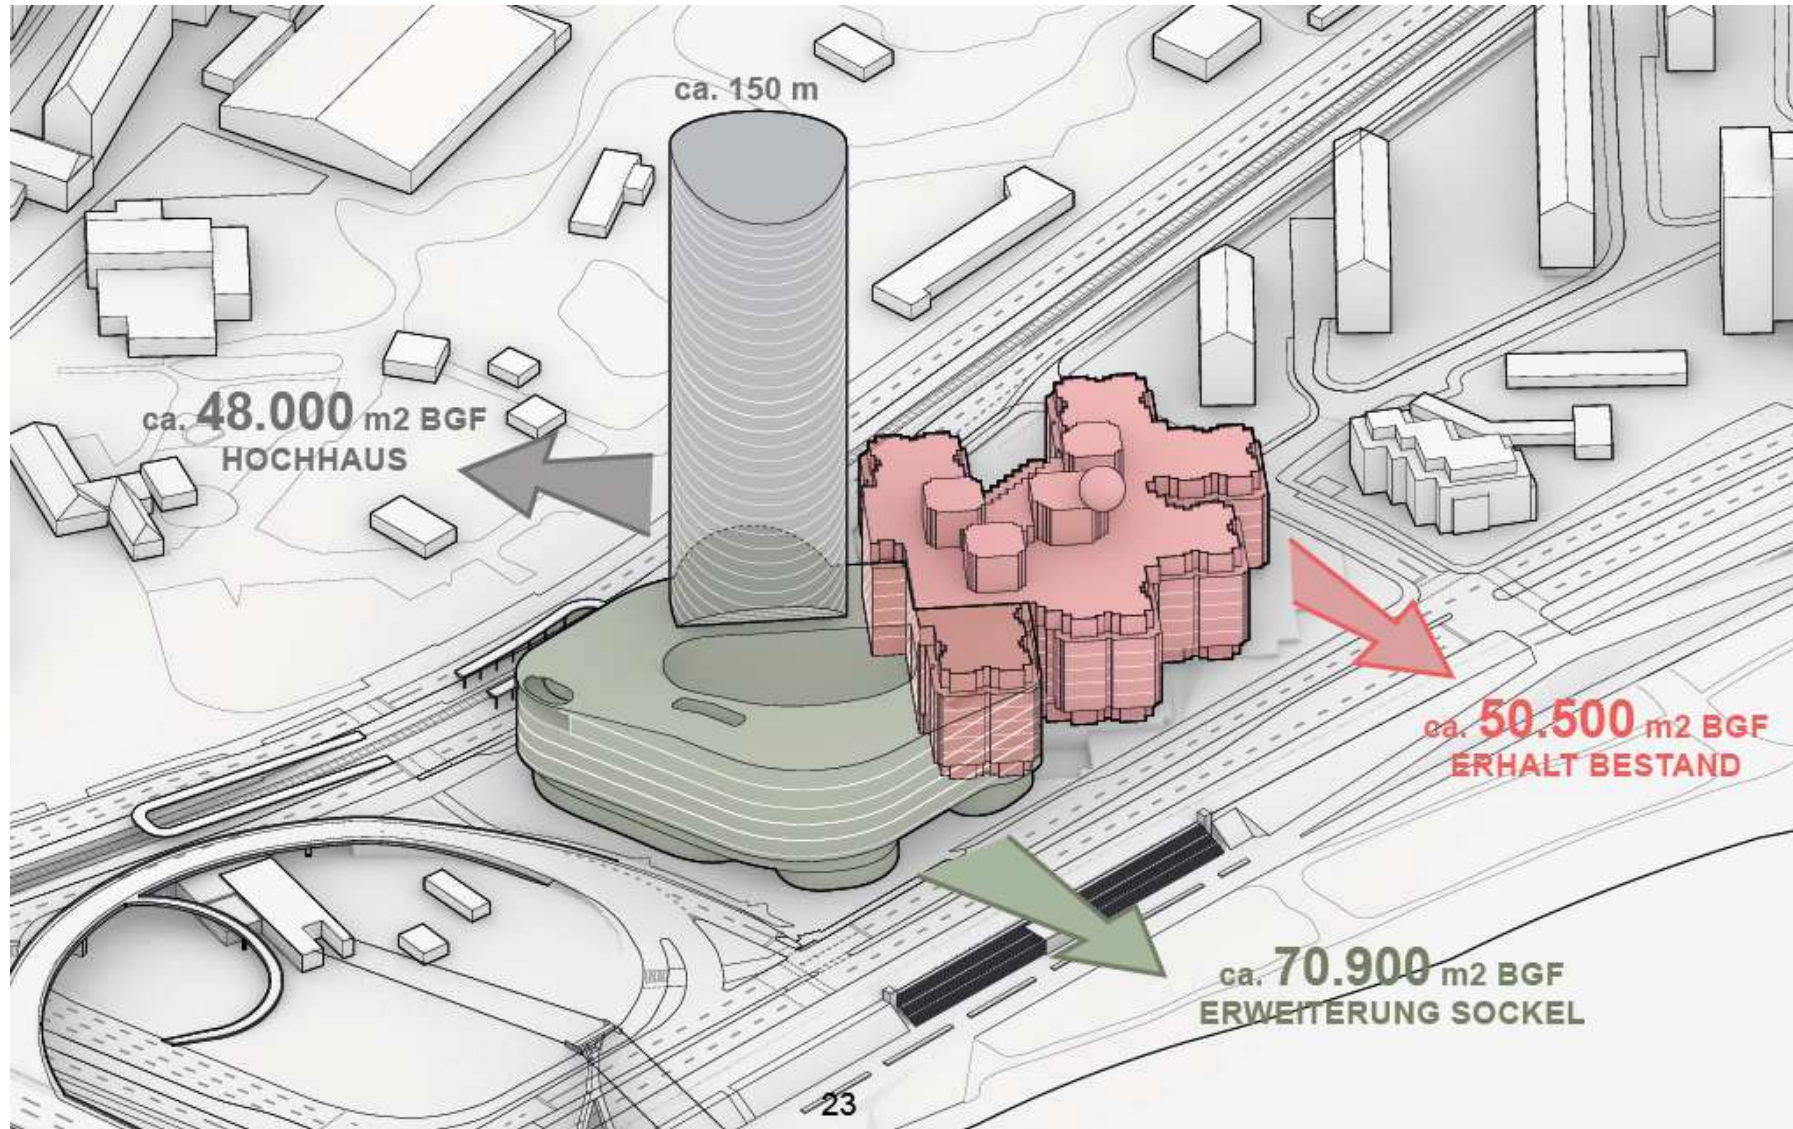 ca. 150 m
ca. 48.000 m2 BGF
HOCHHAUS
ca. 50.500 m2 BGF
ERHALT BESTAND
ca. 70.900 m2 BGF
ERWEITERUNG SOCKEL
23